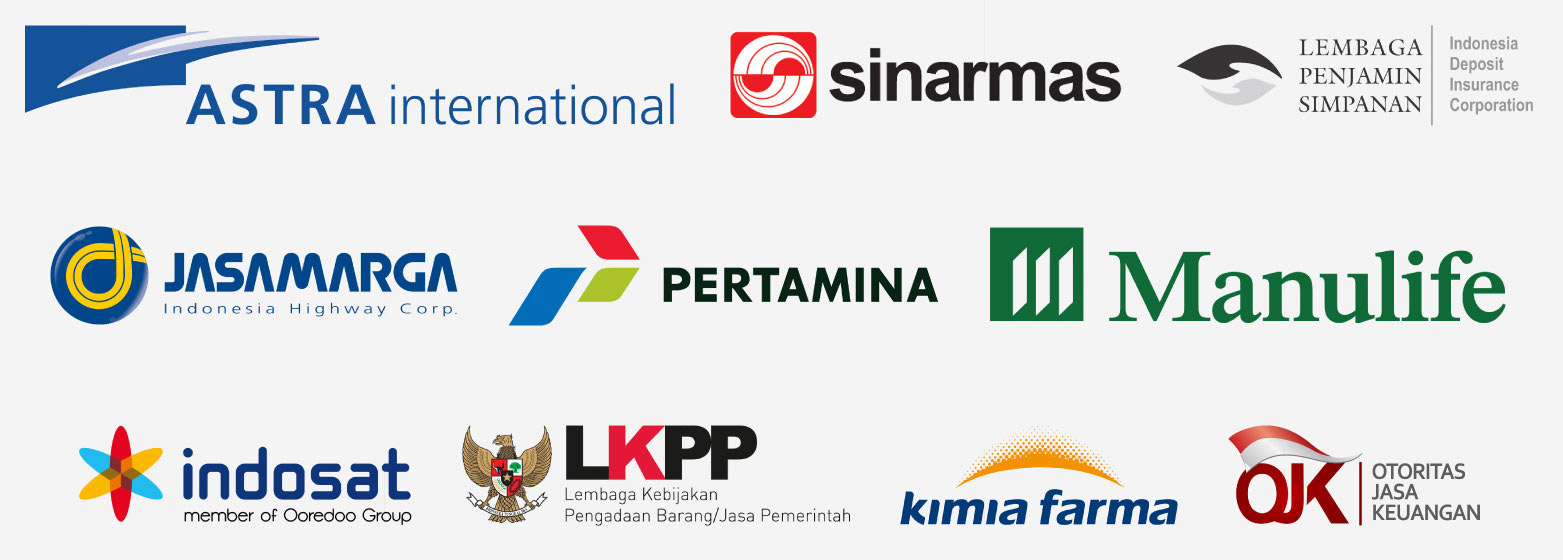 ASTRA international
sinarmas
LEMBAGA
PENJAMIN
SIMPANAN
Indonesia
Deposit
Insurance
Corporation
JASAMARGA
Indonesia Highway Corp.
PERTAMINA
Manulife
indosat
member of Ooredoo Group
LKPP
Lembaga Kebijakan
Pengadaan Barang/Jasa Pemerintah
kimia farma
OJK
OTORITAS
JASA
KEUANGAN